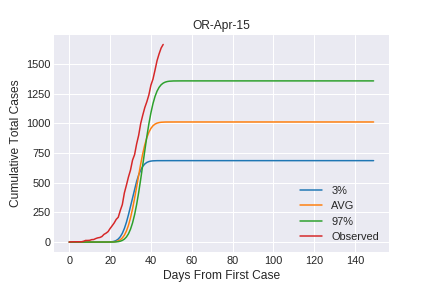 OR-Apr-15
Cumulative Total Cases
1500
1250
1000
750
500
250
0
0 20 40 60 80 100 120 140
Days From First Case
3%
AVG
97%
Observed